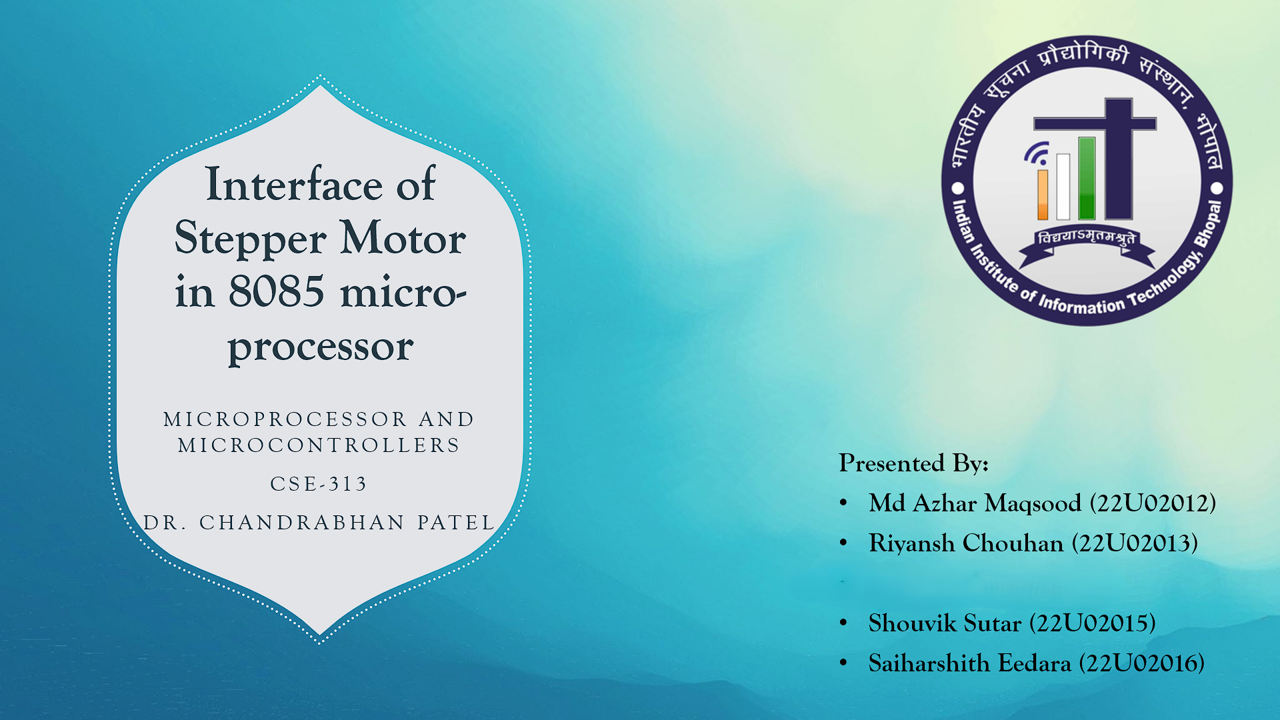 Interface of
Stepper Motor
in 8085 micro-
processor
MICROPROCESSOR AND
MICROCONTROLLERS
CSE-313
DR. CHANDRABHAN PATEL
भारतीय सूचना प्रौद्योगिकी संस्थान, भोपाल
विद्ययाऽमृतमश्नुते
Indian Institute of Information Technology, Bhopal
Presented By:
• Md Azhar Maqsood (22U02012)
• Riyansh Chouhan (22U02013)
• Shouvik Sutar (22U02015)
• Saiharshith Eedara (22U02016)